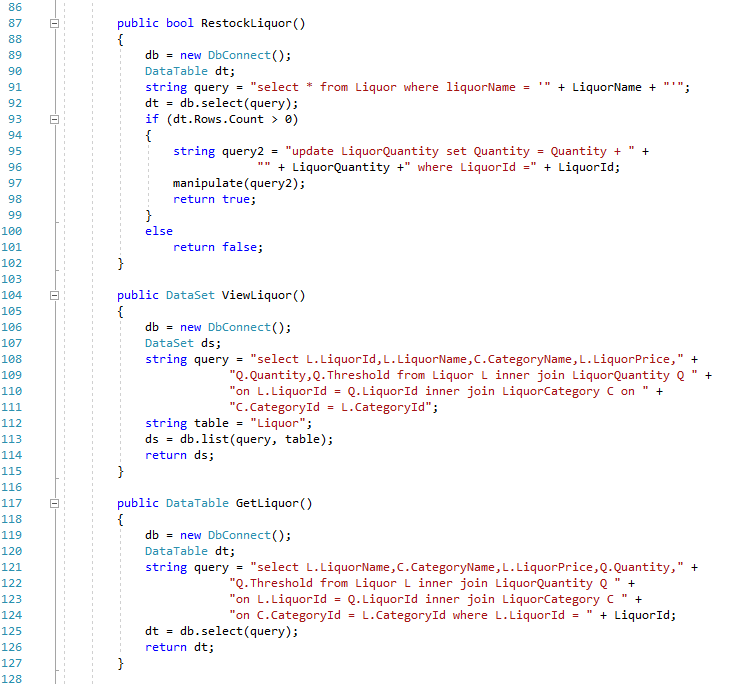 86
87 public bool RestockLiquor()
88 {
89 db = new DbConnect();
90 DataTable dt;
91 string query = "select * from Liquor where liquorName = '" + LiquorName + "'";
92 dt = db.select(query);
93 if (dt.Rows.Count > 0)
94 {
95 string query2 = "update LiquorQuantity set Quantity = Quantity + " +
96 "" + LiquorQuantity +" where LiquorId =" + LiquorId;
97 manipulate(query2);
98 return true;
99 }
100 else
101 return false;
102 }
103
104 public DataSet ViewLiquor()
105 {
106 db = new DbConnect();
107 DataSet ds;
108 string query = "select L.LiquorId,L.LiquorName,C.CategoryName,L.LiquorPrice," +
109 "Q.Quantity,Q.Threshold from Liquor L inner join LiquorQuantity Q " +
110 "on L.LiquorId = Q.LiquorId inner join LiquorCategory C on " +
111 "C.CategoryId = L.CategoryId";
112 string table = "Liquor";
113 ds = db.list(query, table);
114 return ds;
115 }
116
117 public DataTable GetLiquor()
118 {
119 db = new DbConnect();
120 DataTable dt;
121 string query = "select L.LiquorName,C.CategoryName,L.LiquorPrice,Q.Quantity," +
122 "Q.Threshold from Liquor L inner join LiquorQuantity Q " +
123 "on L.LiquorId = Q.LiquorId inner join LiquorCategory C " +
124 "on C.CategoryId = L.CategoryId where L.LiquorId = " + LiquorId;
125 dt = db.select(query);
126 return dt;
127 }
128